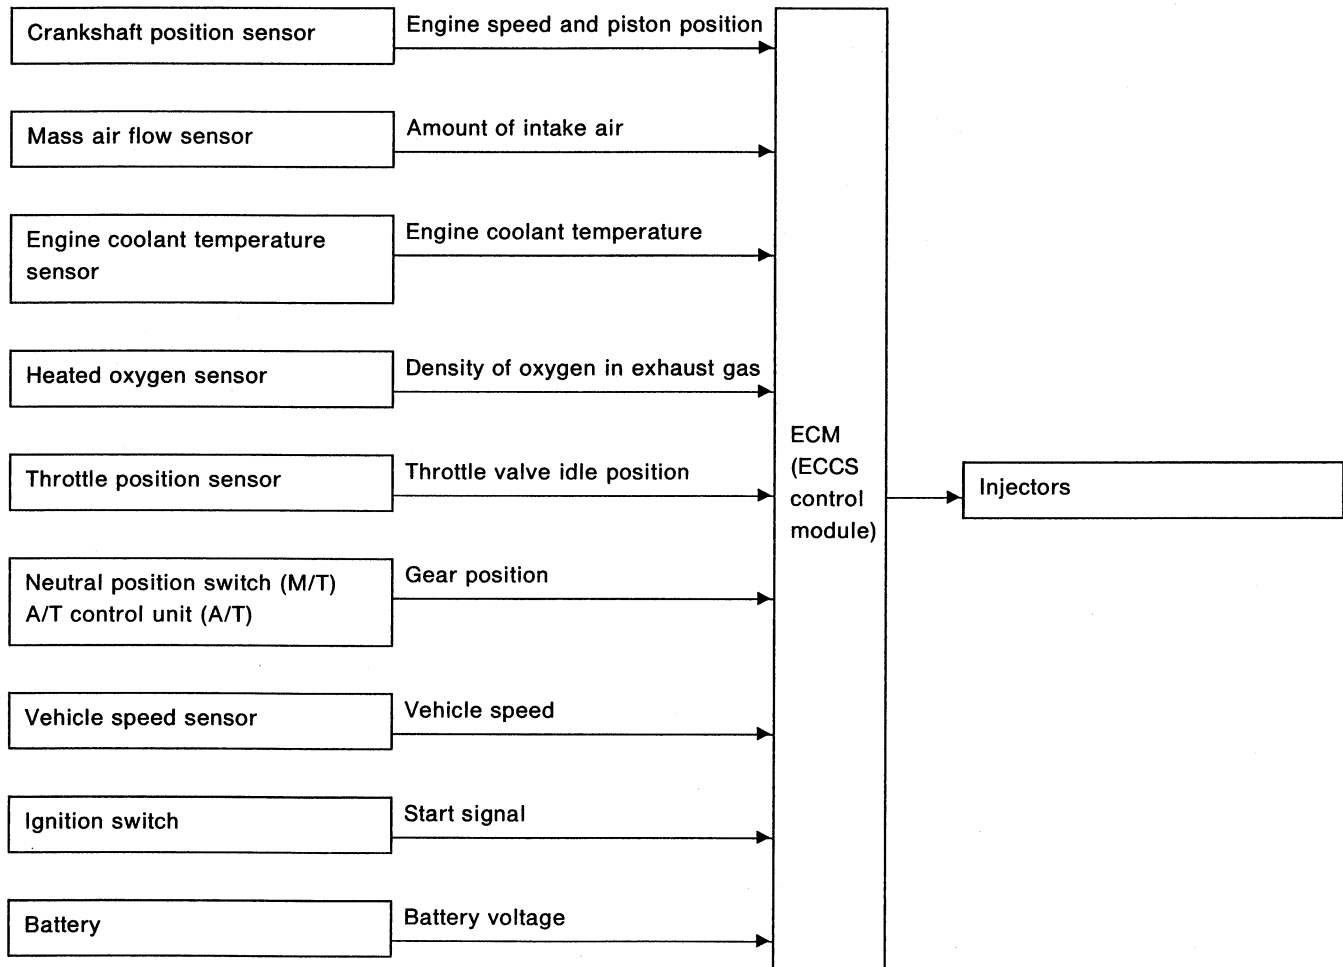 Crankshaft position sensor
Engine speed and piston position
Mass air flow sensor
Amount of intake air
Engine coolant temperature
sensor
Engine coolant temperature
Heated oxygen sensor
Density of oxygen in exhaust gas
Throttle position sensor
Throttle valve idle position
Neutral position switch (M/T)
A/T control unit (A/T)
Gear position
Vehicle speed sensor
Vehicle speed
Ignition switch
Start signal
Battery
Battery voltage
ECM
(ECCS
control
module)
Injectors